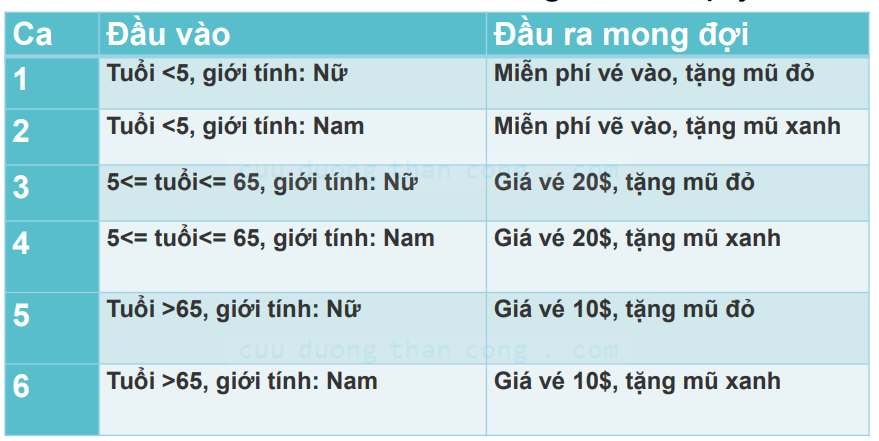 Ca Đầu vào Đầu ra mong đợi
1 Tuổi <5, giới tính: Nữ Miễn phí vé vào, tặng mũ đỏ
2 Tuổi <5, giới tính: Nam Miễn phí vẽ vào, tặng mũ xanh
cuu duong than cong . com
3 5<= tuổi<= 65, giới tính: Nữ Giá vé 20$, tặng mũ đỏ
4 5<= tuổi<= 65, giới tính: Nam Giá vé 20$, tặng mũ xanh
5 Tuổi >65, giới tính: Nữ Giá vé 10$, tặng mũ đỏ
cuu duong than cong . com
6 Tuổi >65, giới tính: Nam Giá vé 10$, tặng mũ xanh